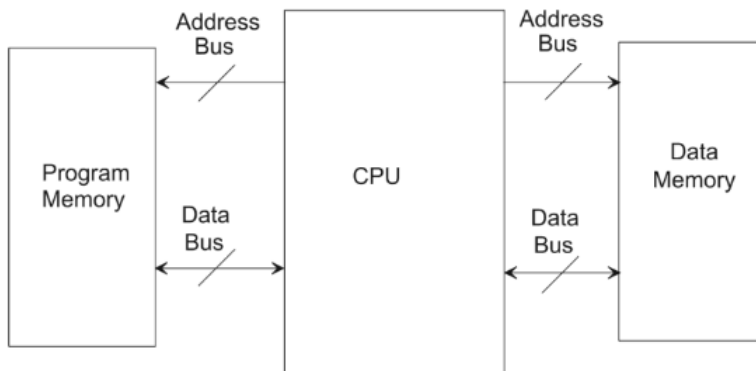 Address
Bus
Address
Bus
Program
Memory
CPU
Data
Memory
Data
Bus
Data
Bus